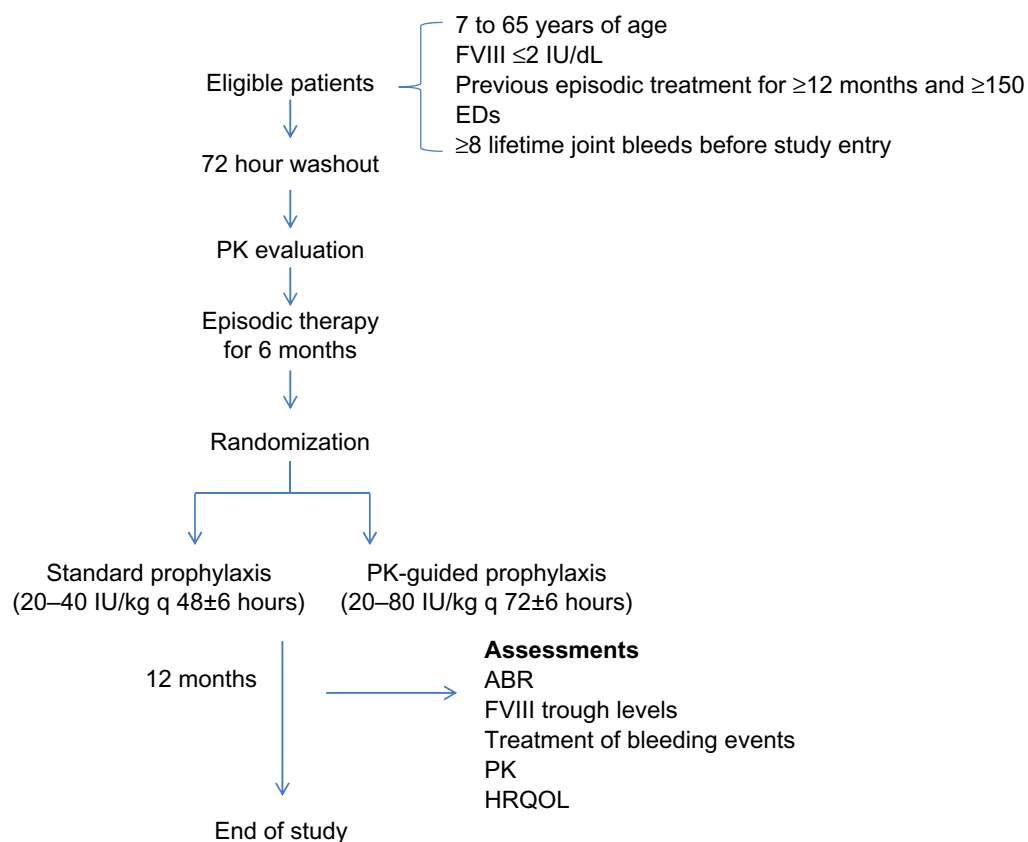 7 to 65 years of age
FVIII ≤2 IU/dL
Previous episodic treatment for ≥12 months and ≥150
EDs
≥8 lifetime joint bleeds before study entry
Eligible patients
72 hour washout
PK evaluation
Episodic therapy
for 6 months
Randomization
Standard prophylaxis
(20–40 IU/kg q 48±6 hours)
PK-guided prophylaxis
(20–80 IU/kg q 72±6 hours)
12 months
Assessments
ABR
FVIII trough levels
Treatment of bleeding events
PK
HRQOL
End of study